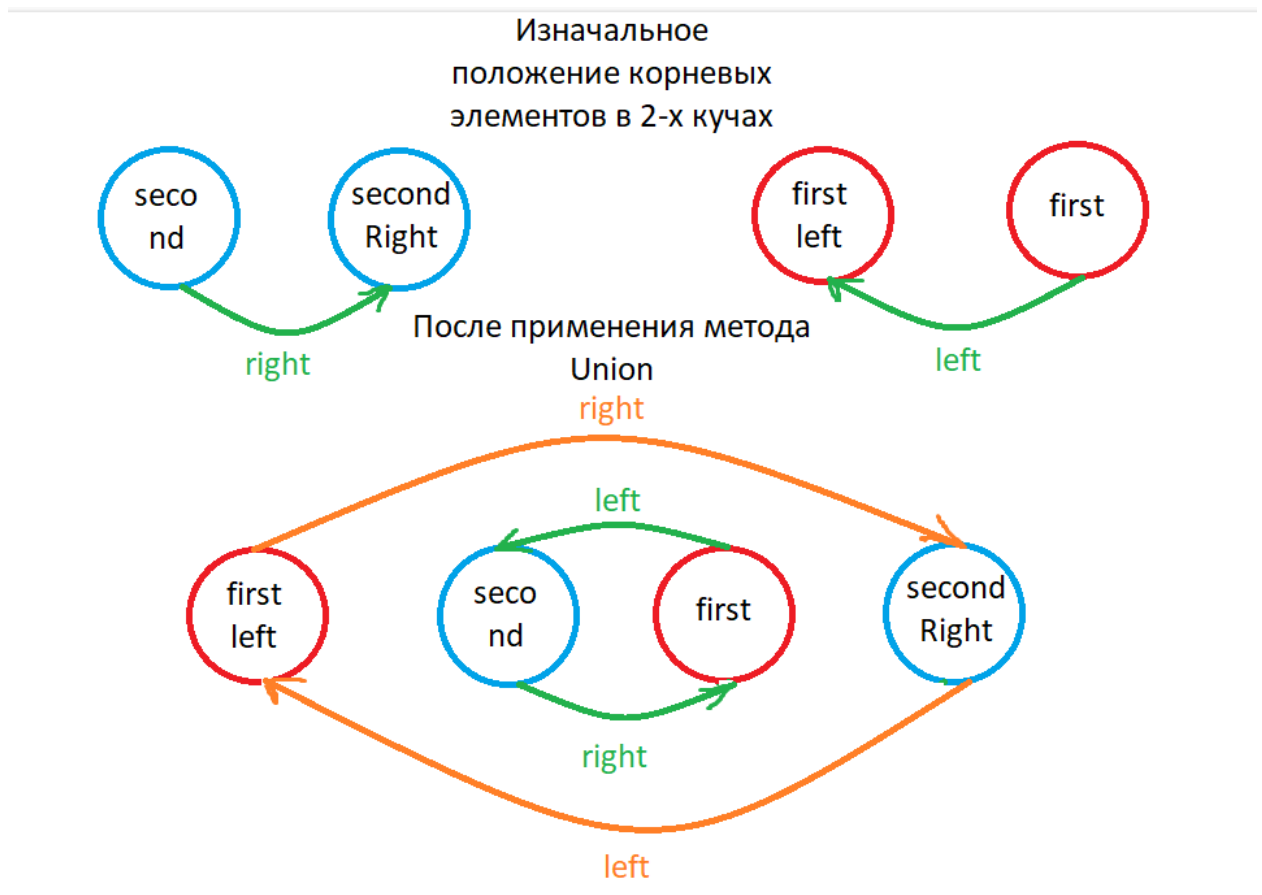 Изначальное
положение корневых
элементов в 2-х кучах
seco
nd
second
Right
first
left
first
right
left
После применения метода
Union
right
left
first
left
seco
nd
first
second
Right
right
left